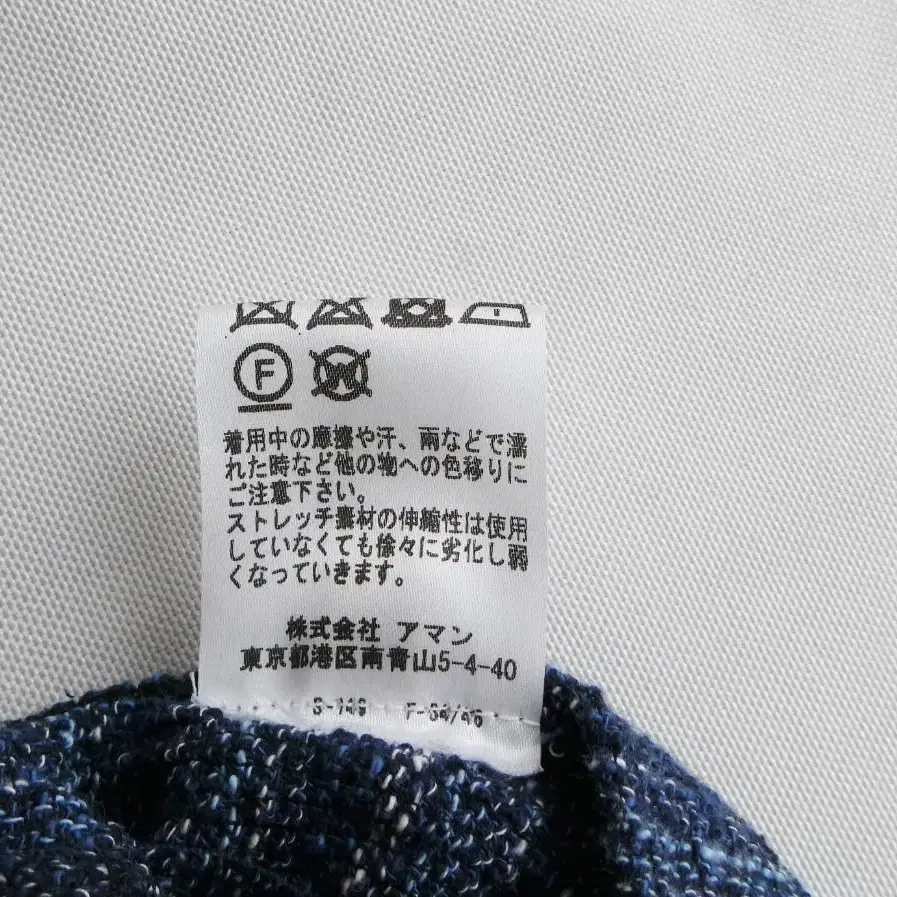 F
W
着用中の摩擦や汗、雨などで濡
れた時など他の物への色移りに
ご注意下さい。
ストレッチ素材の伸縮性は使用
していなくても徐々に劣化し弱
くなっていきます。
株式会社 アマン
東京都港区南青山5-4-40